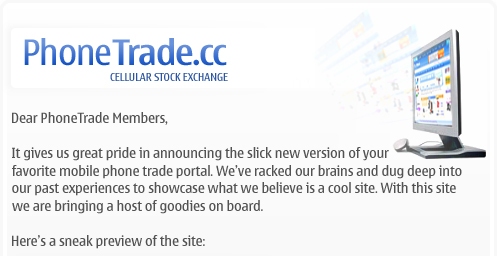 PhoneTrade.cc
CELLULAR STOCK EXCHANGE
Dear PhoneTrade Members,
It gives us great pride in announcing the slick new version of your
favorite mobile phone trade portal. We've racked our brains and dug deep into
our past experiences to showcase what we believe is a cool site. With this site
we are bringing a host of goodies on board.
Here's a sneak preview of the site: